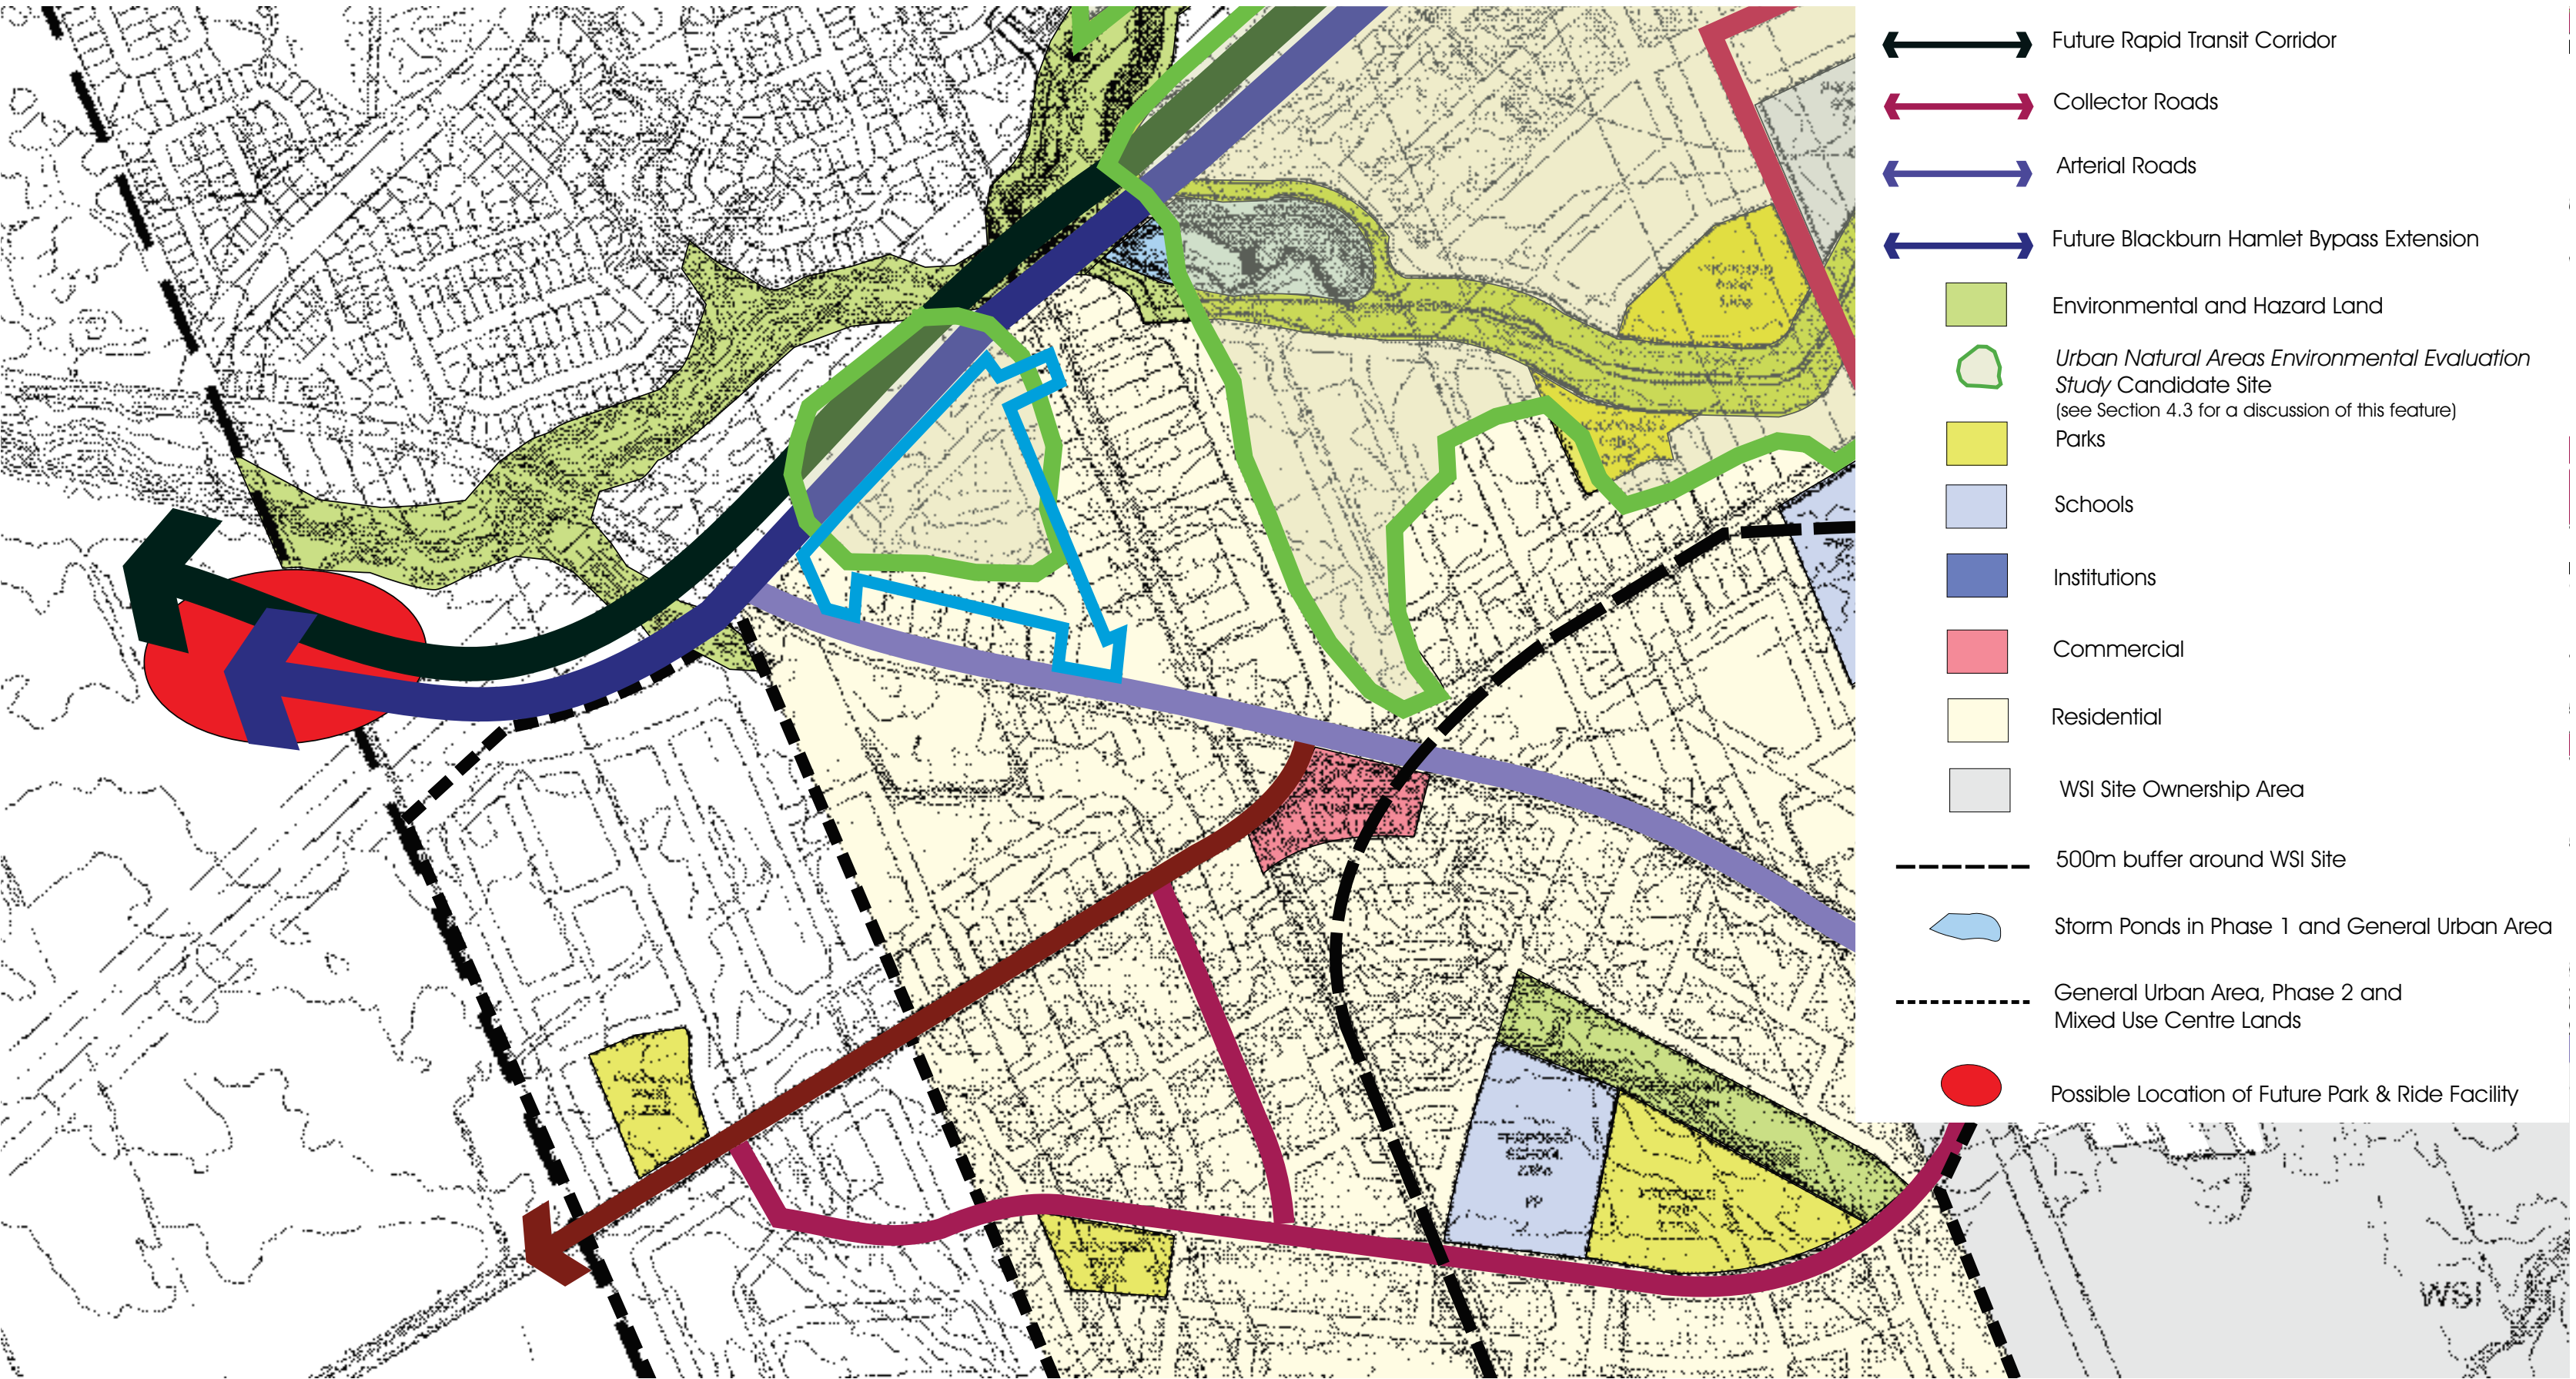 Future Rapid Transit Corridor
Collector Roads
Arterial Roads
Future Blackburn Hamlet Bypass Extension
Environmental and Hazard Land
Urban Natural Areas Environmental Evaluation
Study Candidate Site
(see Section 4.3 for a discussion of this feature)
Parks
Schools
Institutions
Commercial
Residential
WSI Site Ownership Area
500m buffer around WSI Site
Storm Ponds in Phase 1 and General Urban Area
General Urban Area, Phase 2 and
Mixed Use Centre Lands
Possible Location of Future Park & Ride Facility
SCHOOL
WSI